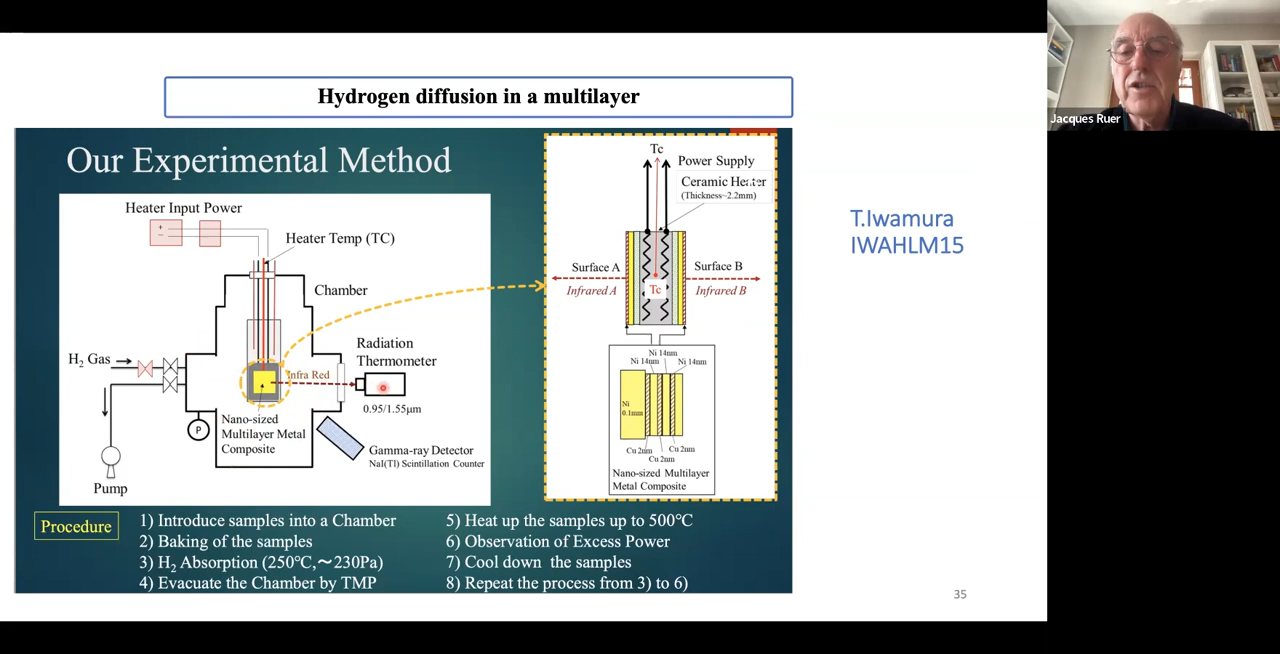 Hydrogen diffusion in a multilayer
Jacques Ruer
Our Experimental Method
Heater Input Power
Heater Temp (TC)
Chamber
H2 Gas
Radiation
Thermometer
Infra Red
0.95/1.55μm
P
Nano-sized
Multilayer Metal
Composite
Gamma-ray Detector
NaI(Tl) Scintillation Counter
Pump
Tc
Power Supply
Ceramic Heater
(Thickness~2.2mm)
Surface A
Surface B
Infrared A
Tc
Infrared B
Ni 14nm
Ni 14nm
Ni 14nm
Ni
0.1mm
Cu 2nm
Cu 2nm
Cu 2nm
Nano-sized Multilayer
Metal Composite
T.Iwamura
IWAHLM15
Procedure
1) Introduce samples into a Chamber
2) Baking of the samples
3) H2 Absorption (250℃,～230Pa)
4) Evacuate the Chamber by TMP
5) Heat up the samples up to 500℃
6) Observation of Excess Power
7) Cool down the samples
8) Repeat the process from 3) to 6)
35